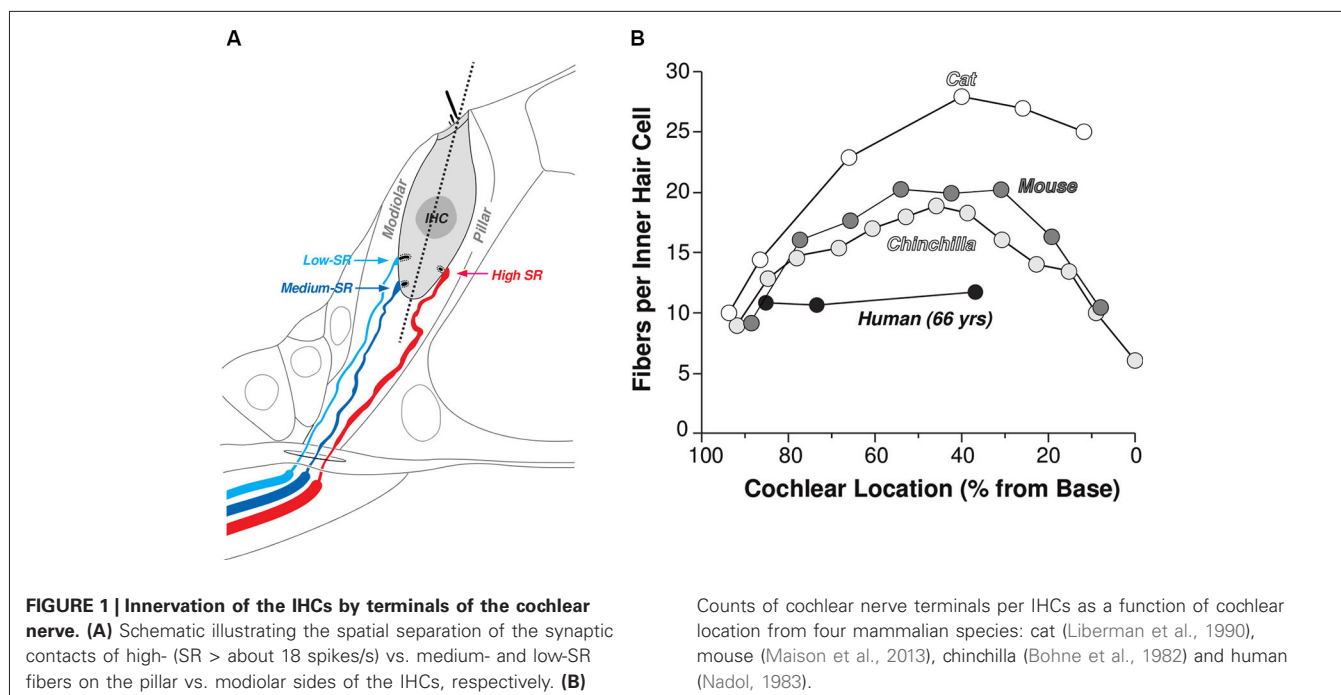 A
Modiolar
IHC
Pillar
Low-SR
High SR
Medium-SR
B
30
25
20
15
10
5
0
Fibers per Inner Hair Cell
Cat
Mouse
Chinchilla
Human (66 yrs)
100 80 60 40 20 0
Cochlear Location (% from Base)
FIGURE 1 | Innervation of the IHCs by terminals of the cochlear
nerve. (A) Schematic illustrating the spatial separation of the synaptic
contacts of high- (SR > about 18 spikes/s) vs. medium- and low-SR
fibers on the pillar vs. modiolar sides of the IHCs, respectively. (B)
Counts of cochlear nerve terminals per IHCs as a function of cochlear
location from four mammalian species: cat (Liberman et al., 1990),
mouse (Maison et al., 2013), chinchilla (Bohne et al., 1982) and human
(Nadol, 1983).